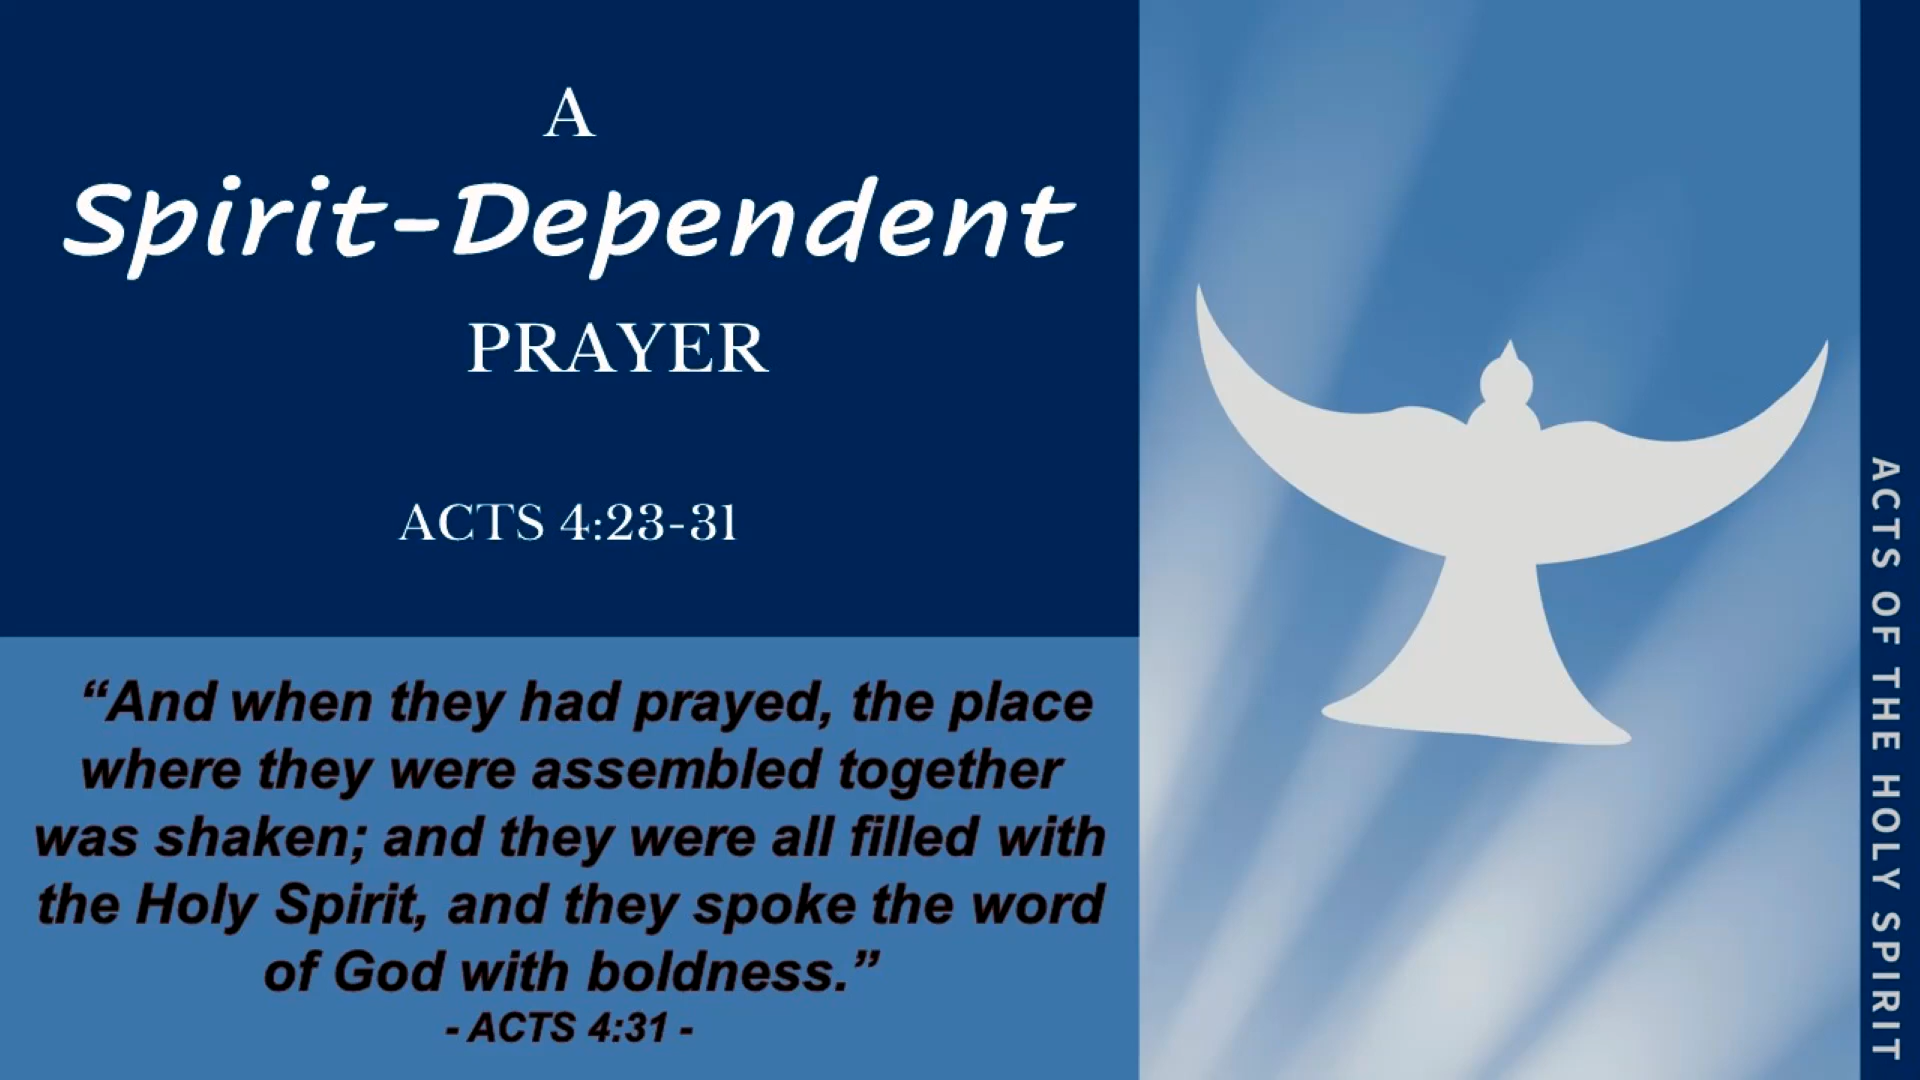 A
Spirit-Dependent
PRAYER
ACTS 4:23-31
“And when they had prayed, the place
where they were assembled together
was shaken; and they were all filled with
the Holy Spirit, and they spoke the word
of God with boldness.”
- ACTS 4:31 -
ACTS OF THE HOLY SPIRIT